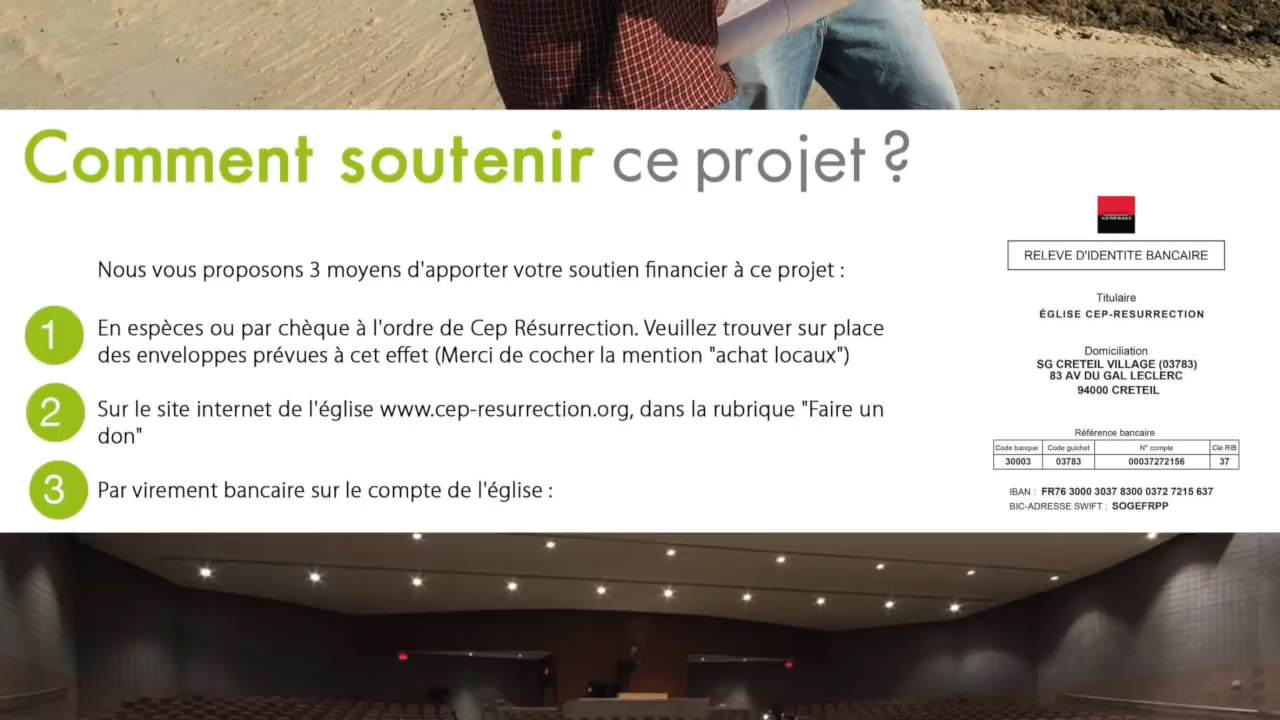 Comment soutenir ce projet ?
Nous vous proposons 3 moyens d'apporter votre soutien financier à ce projet :
1 En espèces ou par chèque à l'ordre de Cep Résurrection. Veuillez trouver sur place
des enveloppes prévues à cet effet (Merci de cocher la mention "achat locaux")
2 Sur le site internet de l'église www.cep-resurrection.org, dans la rubrique "Faire un
don"
3 Par virement bancaire sur le compte de l'église :
RELEVE D'IDENTITE BANCAIRE
Titulaire
ÉGLISE CEP-RESURRECTION
Domiciliation
SG CRETEIL VILLAGE (03783)
83 AV DU GAL LECLERC
94000 CRETEIL
Référence bancaire
Code banque Code guichet N° compte Clé RIB
30003 03783 00037272156 37
IBAN : FR76 3000 3037 8300 0372 7215 637
BIC-ADRESSE SWIFT : SOGEFRPP